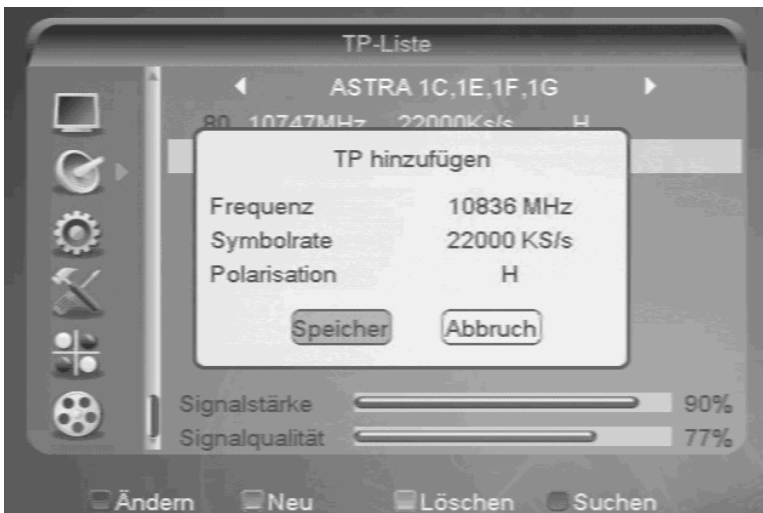 TP-Liste
ASTRA 1C,1E,1F,1G
80 10747MHz 22000Ks/s H
TP hinzufügen
Frequenz 10836 MHz
Symbolrate 22000 KS/s
Polarisation H
Speicher Abbruch
Signalstärke 90%
Signalqualität 77%
Ändern Neu Löschen Suchen